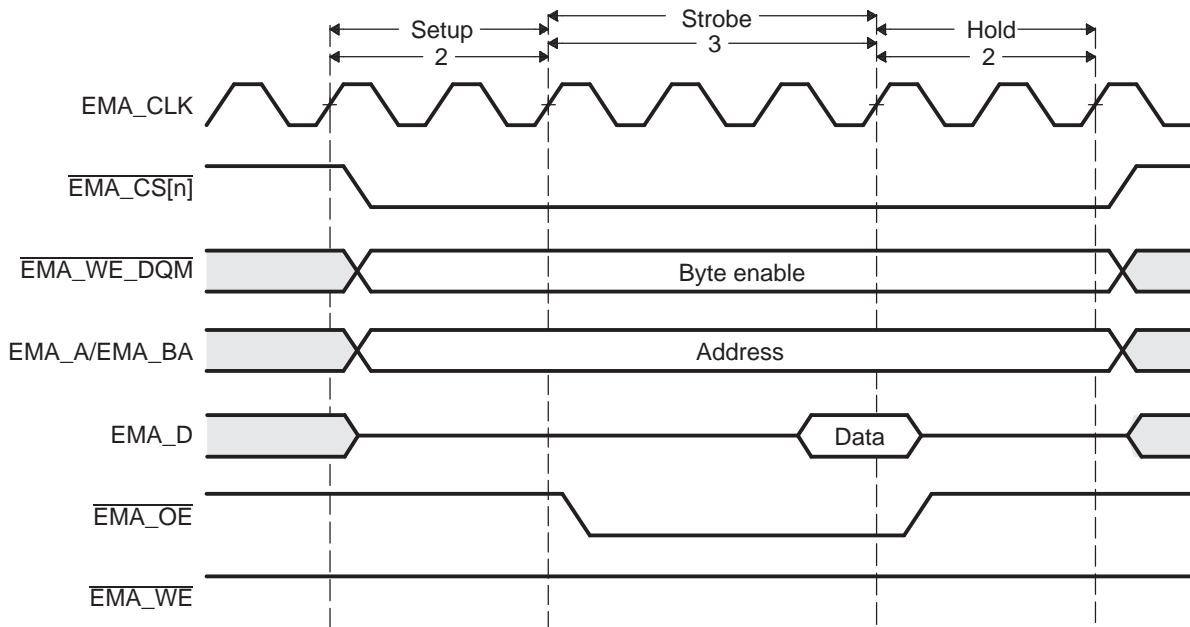 Setup
Strobe
Hold
2
3
2
EMA_CLK
EMA_CS[n]
EMA_WE_DQM
Byte enable
EMA_A/EMA_BA
Address
EMA_D
Data
EMA_OE
EMA_WE